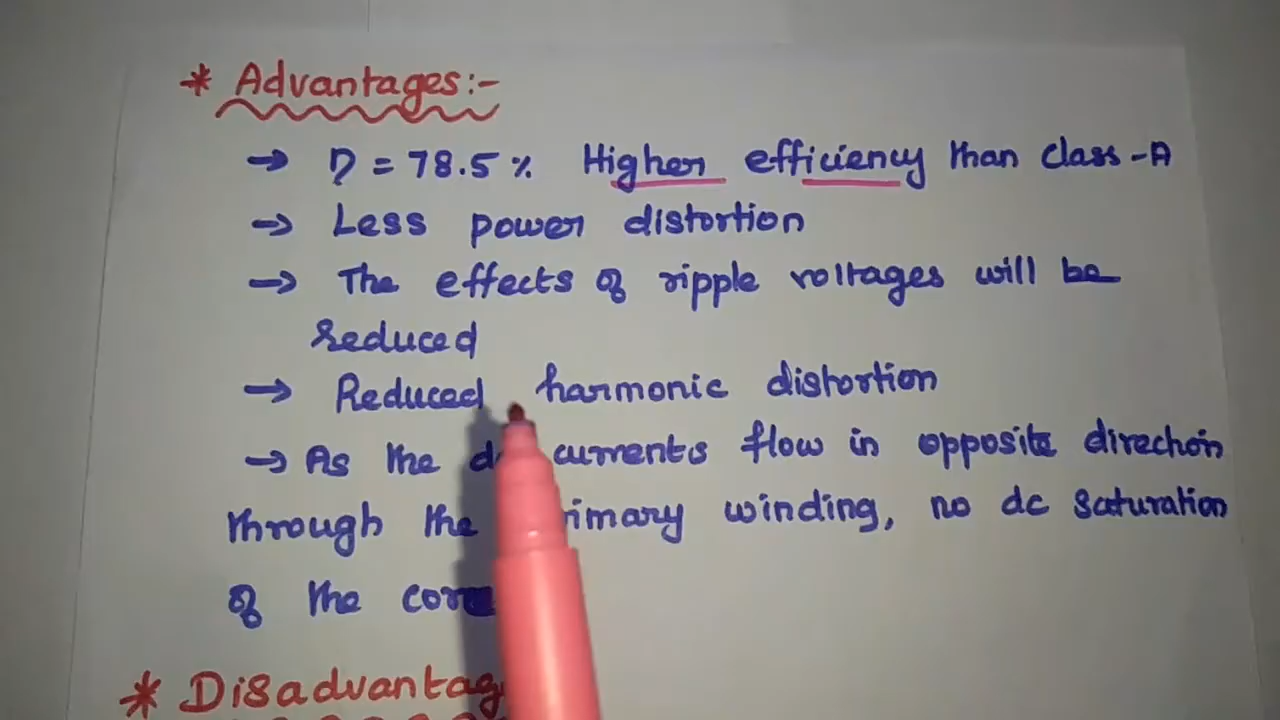 * Advantages:-
→ η = 78.5 % Higher efficiency than class-A
→ Less power distortion
→ The effects of ripple voltages will be
reduced
→ Reduced harmonic distortion
→ As the currents flow in opposite direction
through the winding, no dc saturation
of the
* Disadvantag